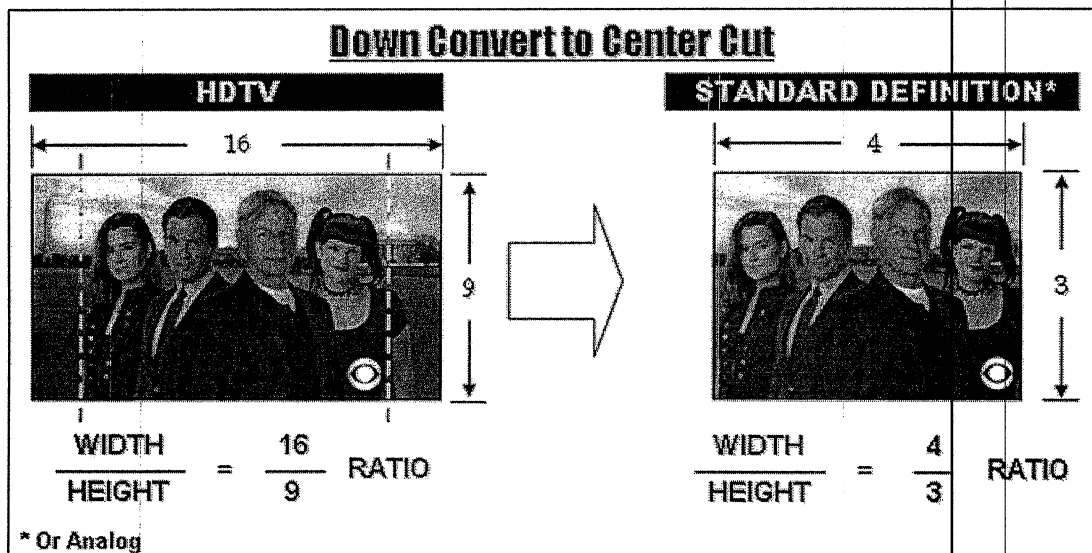 Down Convert to Center Cut
HDTV
16
9
WIDTH
HEIGHT
=
16
9
RATIO
STANDARD DEFINITION*
4
3
WIDTH
HEIGHT
=
4
3
RATIO
* Or Analog